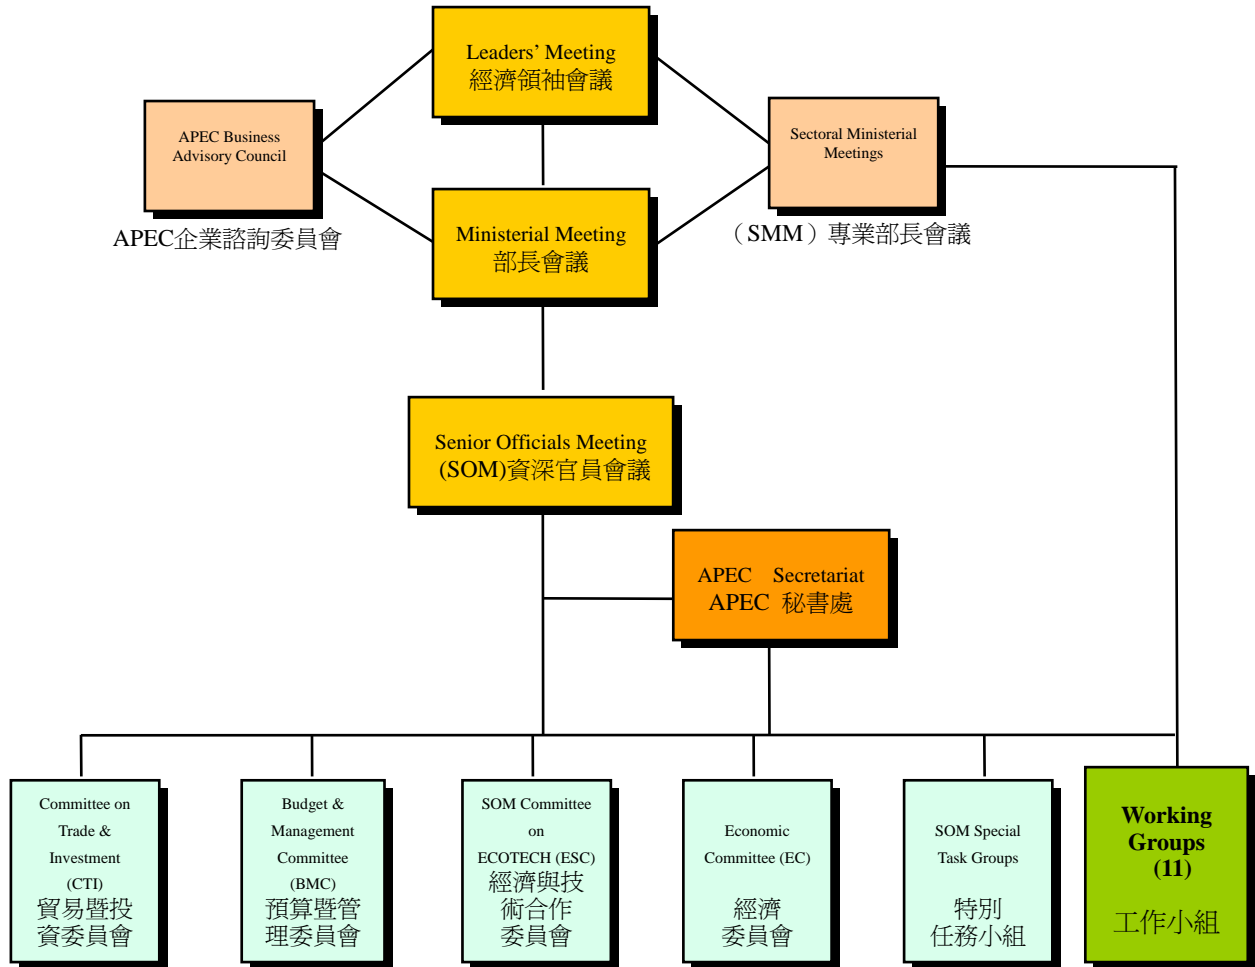 Leaders’ Meeting
經濟領袖會議
APEC Business
Advisory Council
APEC企業諮詢委員會
Sectoral Ministerial
Meetings
（SMM）專業部長會議
Ministerial Meeting
部長會議
Senior Officials Meeting
(SOM)資深官員會議
APEC Secretariat
APEC 秘書處
Committee on
Trade &
Investment
(CTI)
貿易暨投
資委員會
Budget &
Management
Committee
(BMC)
預算暨管
理委員會
SOM Committee
on
ECOTECH (ESC)
經濟與技
術合作
委員會
Economic
Committee (EC)
經濟
委員會
SOM Special
Task Groups
特別
任務小組
Working
Groups
(11)
工作小組